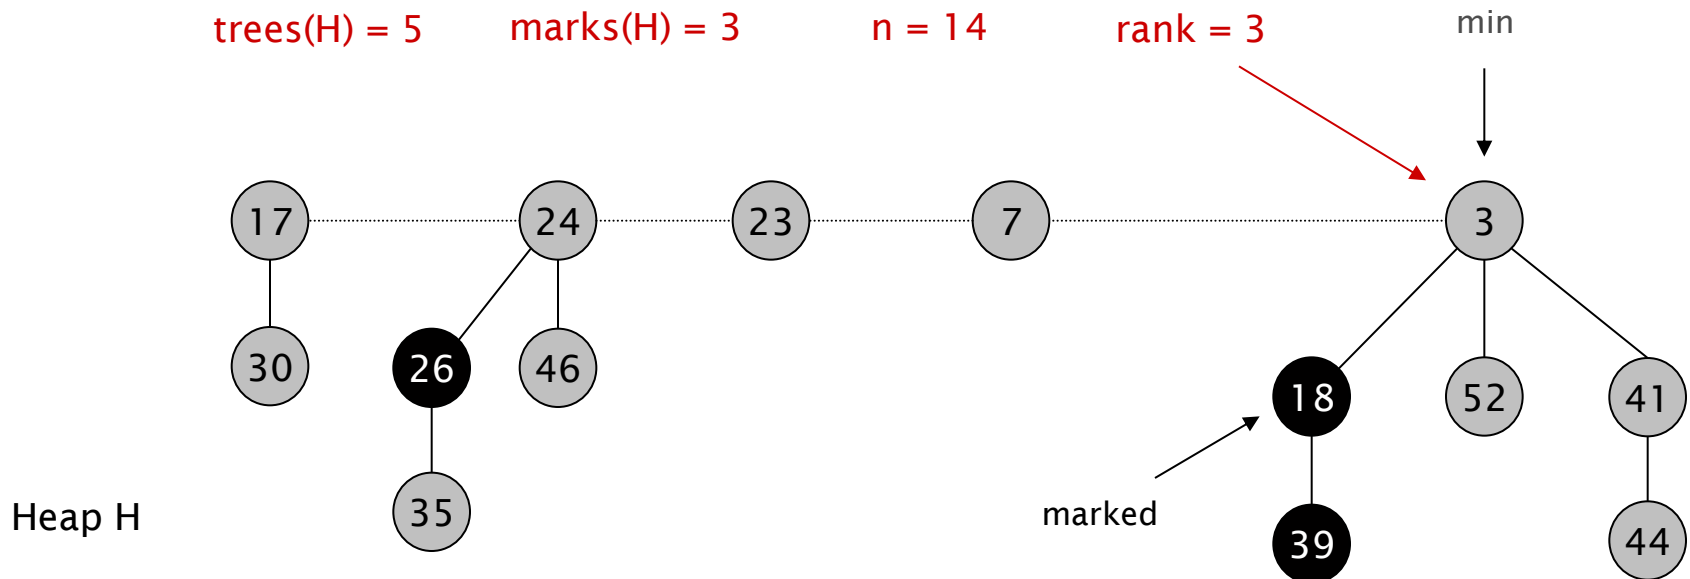 trees(H) = 5 marks(H) = 3 n = 14 rank = 3 min
17 24 23 7 3
30 26 46 18 52 41
35 39 44
marked
Heap H